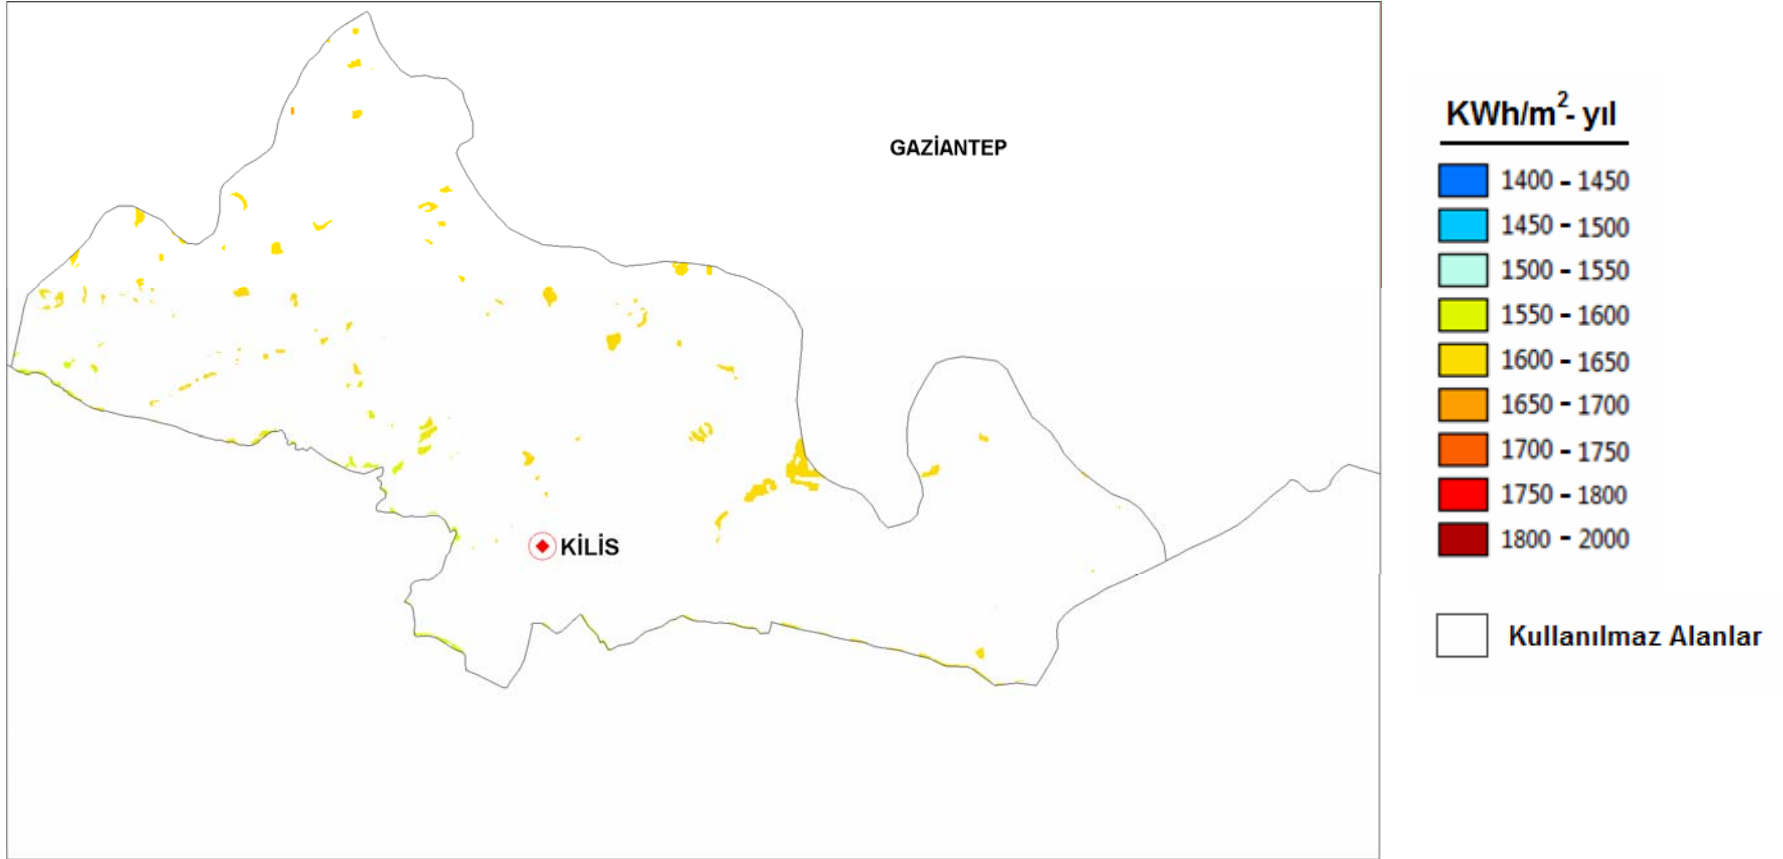 GAZİANTEP
KİLİS
KWh/m²- yıl
1400 - 1450
1450 - 1500
1500 - 1550
1550 - 1600
1600 - 1650
1650 - 1700
1700 - 1750
1750 - 1800
1800 - 2000
Kullanılmaz Alanlar